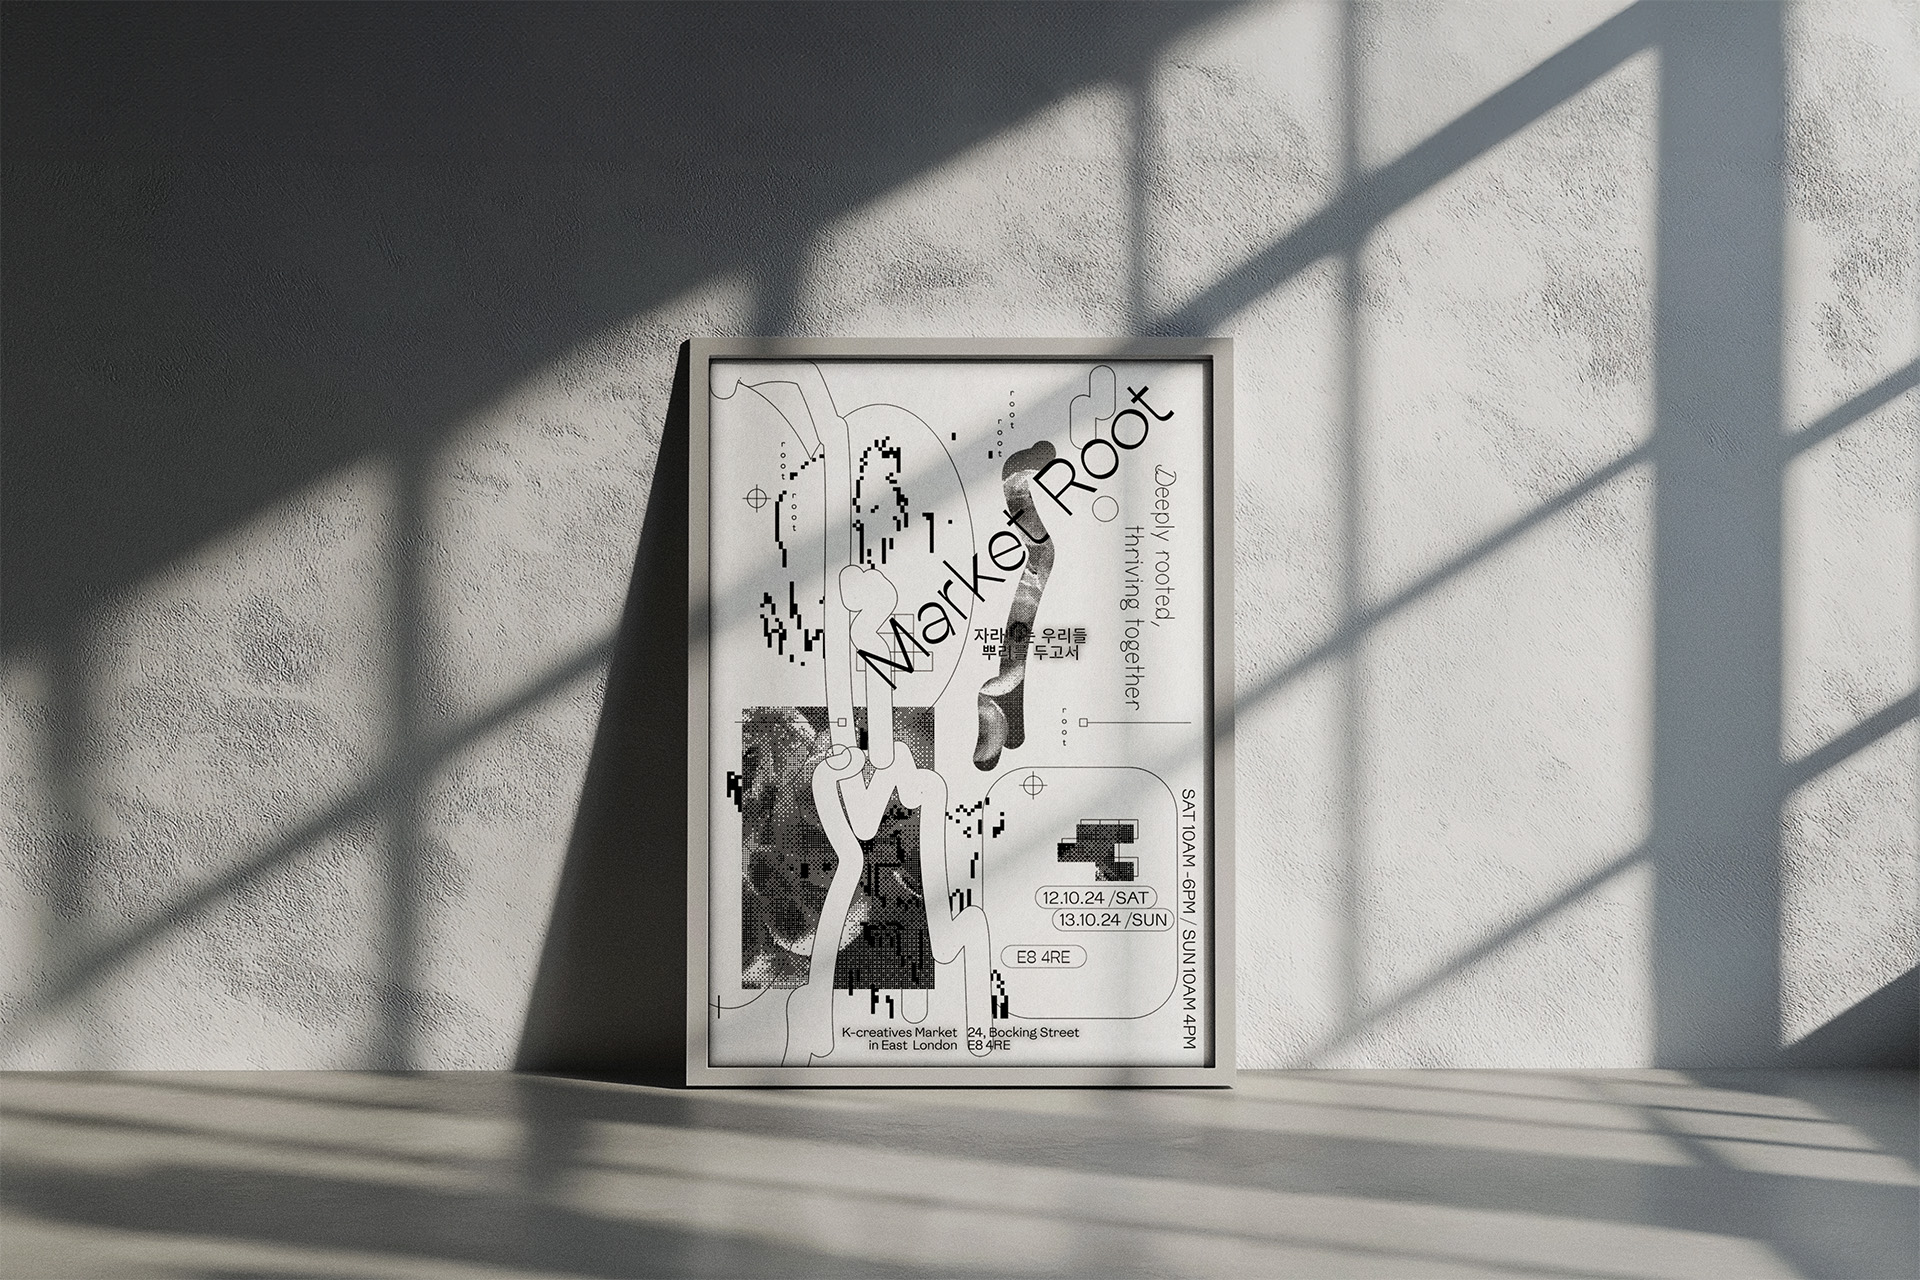 Market Root
root
root
root
root
Deeply rooted,
thriving together
자라나는 우리들
뿌리를 두고서
root
12.10.24 /SAT
13.10.24 /SUN
E8 4RE
SAT 10AM -6PM / SUN 10AM 4PM
K-creatives Market
in East London
24, Bocking Street
E8 4RE